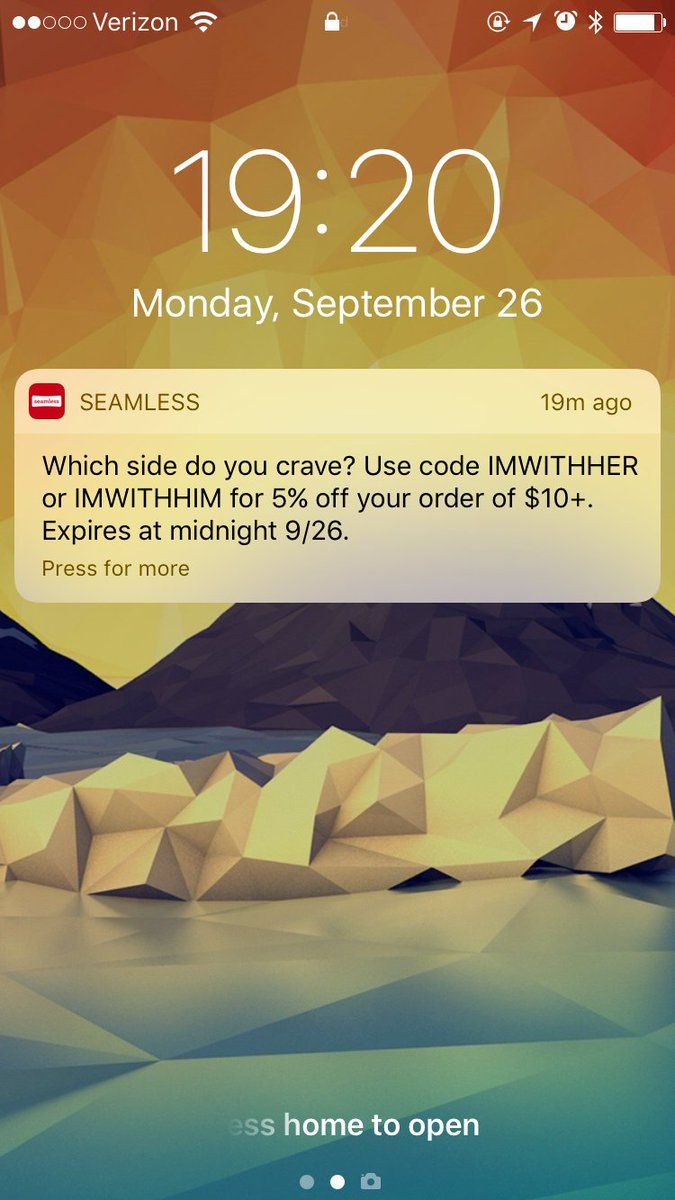 Verizon
19:20
Monday, September 26
seamless
SEAMLESS
19m ago
Which side do you crave? Use code IMWITHHER
or IMWITHHIM for 5% off your order of $10+.
Expires at midnight 9/26.
Press for more
ess home to open